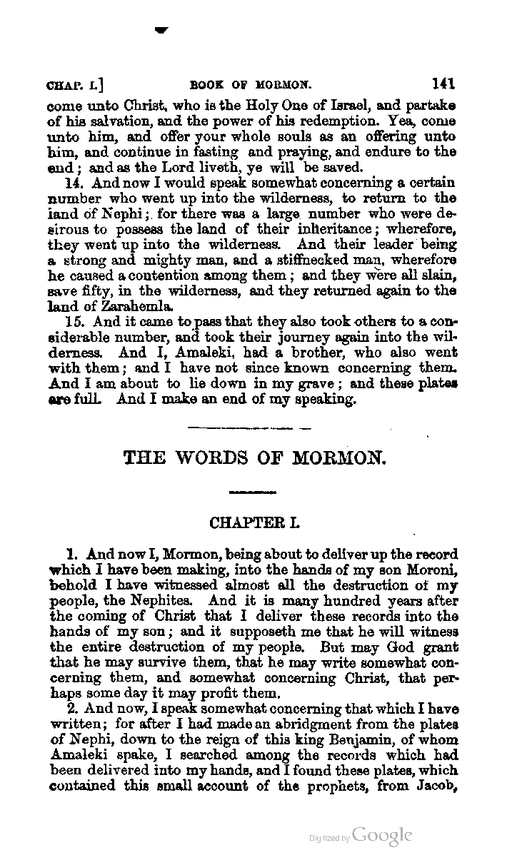 CHAP. I.] BOOK OF MORMON. 141
come unto Christ, who is the Holy One of Israel, and partake
of his salvation, and the power of his redemption. Yea, come
unto him, and offer your whole souls as an offering unto
him, and continue in fasting and praying, and endure to the
end; and as the Lord liveth, ye will be saved.
14. And now I would speak somewhat concerning a certain
number who went up into the wilderness, to return to the
land of Nephi; for there was a large number who were de-
sirous to possess the land of their inheritance; wherefore,
they went up into the wilderness. And their leader being
a strong and mighty man, and a stiffnecked man, wherefore
he caused a contention among them; and they were all slain,
save fifty, in the wilderness, and they returned again to the
land of Zarahemla.
15. And it came to pass that they also took others to a con-
siderable number, and took their journey again into the wil-
derness. And I, Amaleki, had a brother, who also went
with them; and I have not since known concerning them.
And I am about to lie down in my grave; and these plates
are full. And I make an end of my speaking.
THE WORDS OF MORMON.
CHAPTER I.
1. And now I, Mormon, being about to deliver up the record
which I have been making, into the hands of my son Moroni,
behold I have witnessed almost all the destruction of my
people, the Nephites. And it is many hundred years after
the coming of Christ that I deliver these records into the
hands of my son; and it supposeth me that he will witness
the entire destruction of my people. But may God grant
that he may survive them, that he may write somewhat con-
cerning them, and somewhat concerning Christ, that per-
haps some day it may profit them.
2. And now, I speak somewhat concerning that which I have
written; for after I had made an abridgment from the plates
of Nephi, down to the reign of this king Benjamin, of whom
Amaleki spake, I searched among the records which had
been delivered into my hands, and I found these plates, which
contained this small account of the prophets, from Jacob,
Digitized by Google